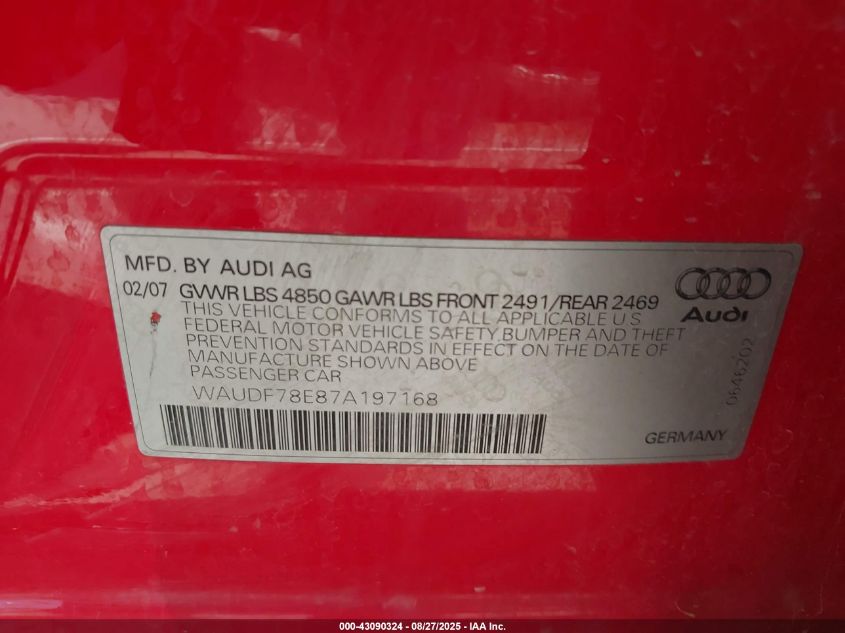 MFD. BY AUDI AG
02/07 GVWR LBS 4850 GAWR LBS FRONT 2491/REAR 2469
THIS VEHICLE CONFORMS TO ALL APPLICABLE U S
FEDERAL MOTOR VEHICLE SAFETY, BUMPER AND THEFT
PREVENTION STANDARDS IN EFFECT ON THE DATE OF
MANUFACTURE SHOWN ABOVE
PASSENGER CAR
WAUDF78E87A197168
Audi
0646202
GERMANY
000-43090324 - 08/27/2025 - IAA Inc.